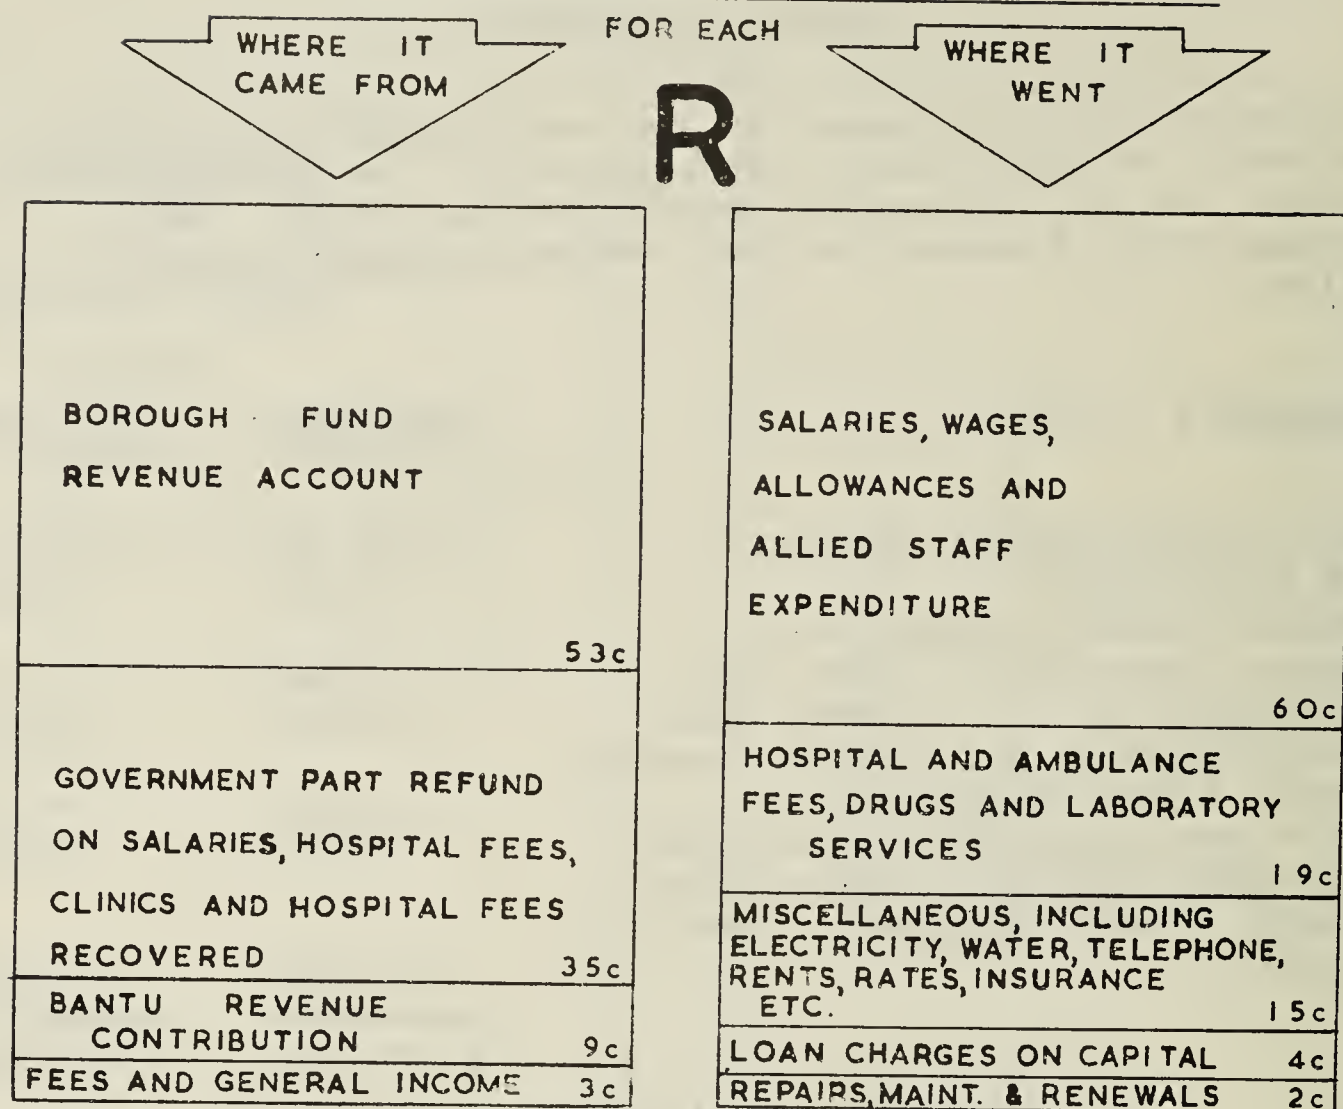 FOR EACH
R
WHERE IT
CAME FROM
BOROUGH FUND
REVENUE ACCOUNT
53c
GOVERNMENT PART REFUND
ON SALARIES, HOSPITAL FEES,
CLINICS AND HOSPITAL FEES
RECOVERED 35c
BANTU REVENUE
CONTRIBUTION 9c
FEES AND GENERAL INCOME 3c
WHERE IT
WENT
SALARIES, WAGES,
ALLOWANCES AND
ALLIED STAFF
EXPENDITURE
60c
HOSPITAL AND AMBULANCE
FEES, DRUGS AND LABORATORY
SERVICES
19c
MISCELLANEOUS, INCLUDING
ELECTRICITY, WATER, TELEPHONE,
RENTS, RATES, INSURANCE
ETC. 15c
LOAN CHARGES ON CAPITAL 4c
REPAIRS, MAINT. & RENEWALS 2c